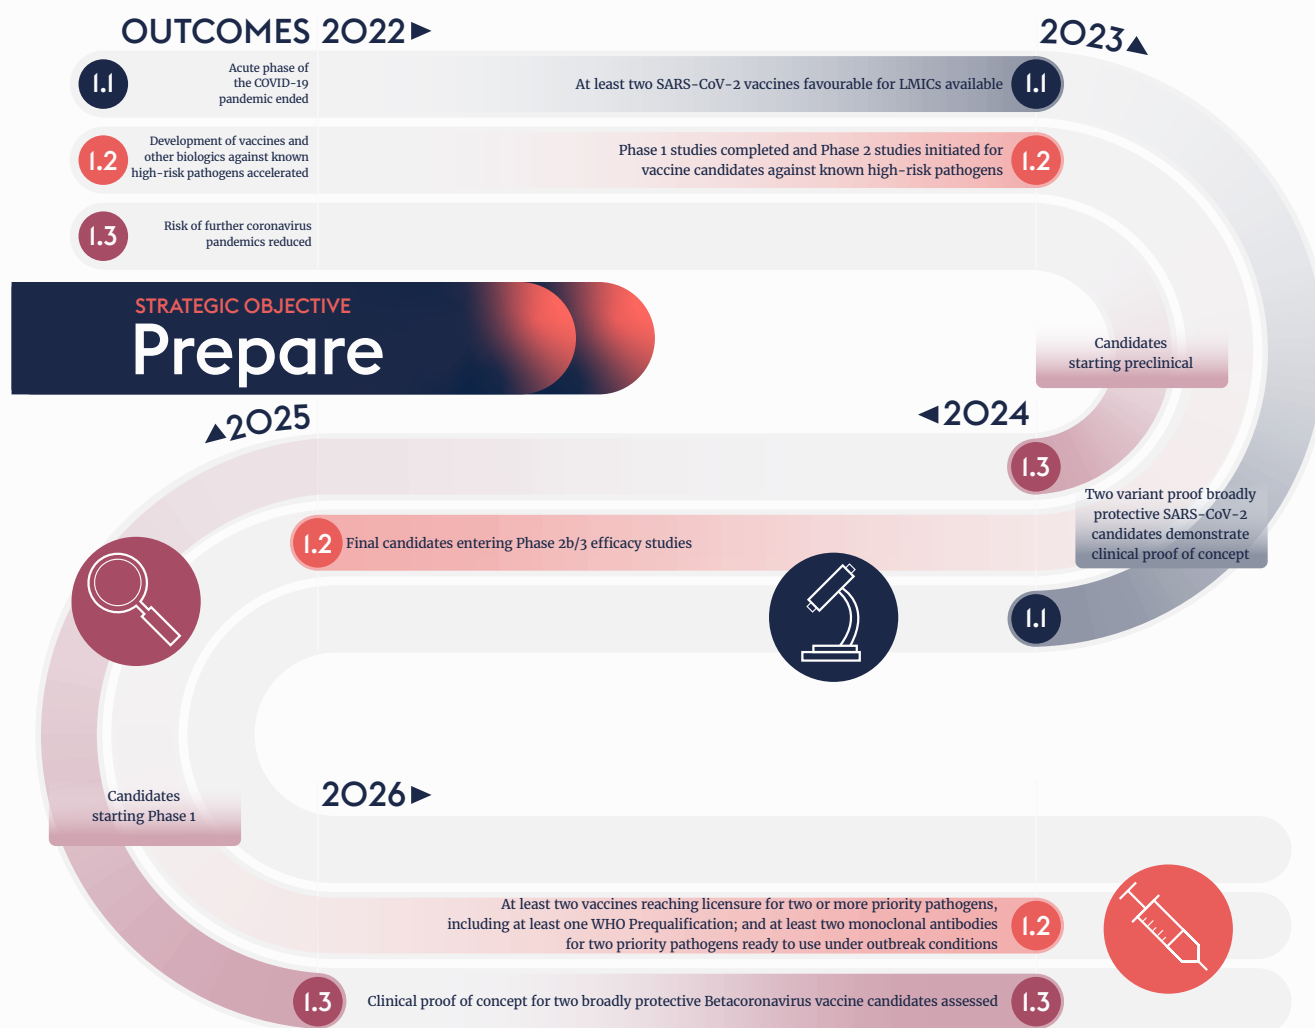 OUTCOMES
2022
2023
1.1
Acute phase of
the COVID-19
pandemic ended
At least two SARS-CoV-2 vaccines favourable for LMICs available
1.1
1.2
Development of vaccines and
other biologics against known
high-risk pathogens accelerated
Phase 1 studies completed and Phase 2 studies initiated for
vaccine candidates against known high-risk pathogens
1.2
1.3
Risk of further coronavirus
pandemics reduced
STRATEGIC OBJECTIVE
Prepare
Candidates
starting preclinical
2025
2024
1.3
Two variant proof broadly
protective SARS-CoV-2
candidates demonstrate
clinical proof of concept
1.2
Final candidates entering Phase 2b/3 efficacy studies
1.1
Candidates
starting Phase 1
2026
At least two vaccines reaching licensure for two or more priority pathogens,
including at least one WHO Prequalification; and at least two monoclonal antibodies
for two priority pathogens ready to use under outbreak conditions
1.2
1.3
Clinical proof of concept for two broadly protective Betacoronavirus vaccine candidates assessed
1.3